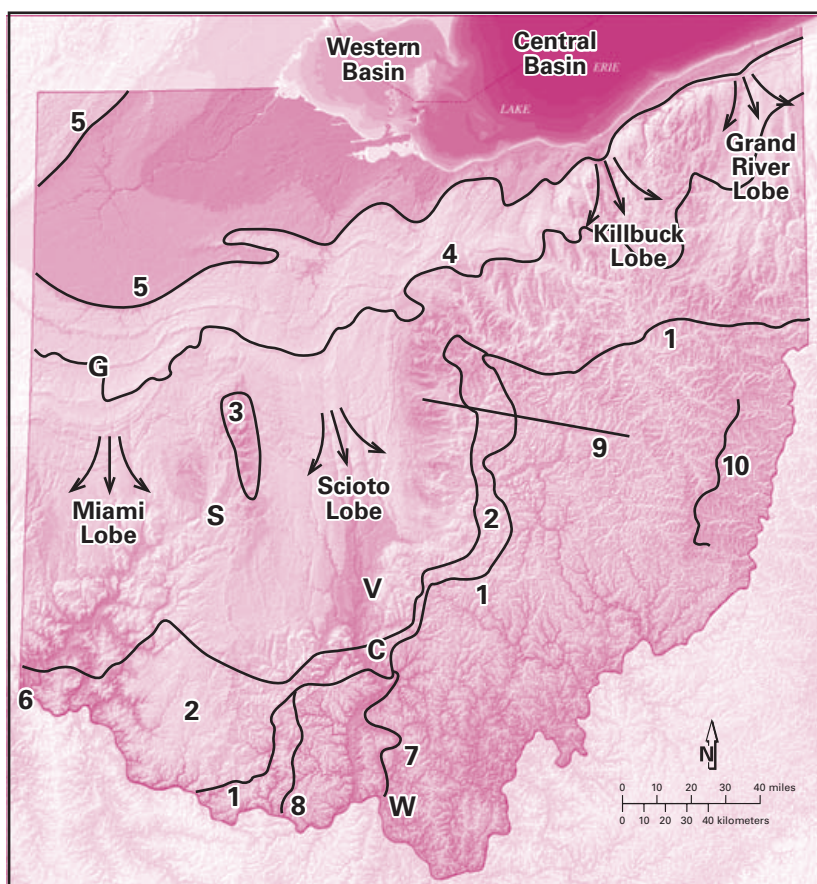 Western
Basin
Central
Basin
ERIE
LAKE
5
Grand
River
Lobe
Killbuck
Lobe
4
5
1
G
3
9
10
Miami
Lobe
S
Scioto
Lobe
2
V
1
C
6
2
7
N
1
8
W
0 10 20 30 40 miles
0 10 20 30 40 kilometers